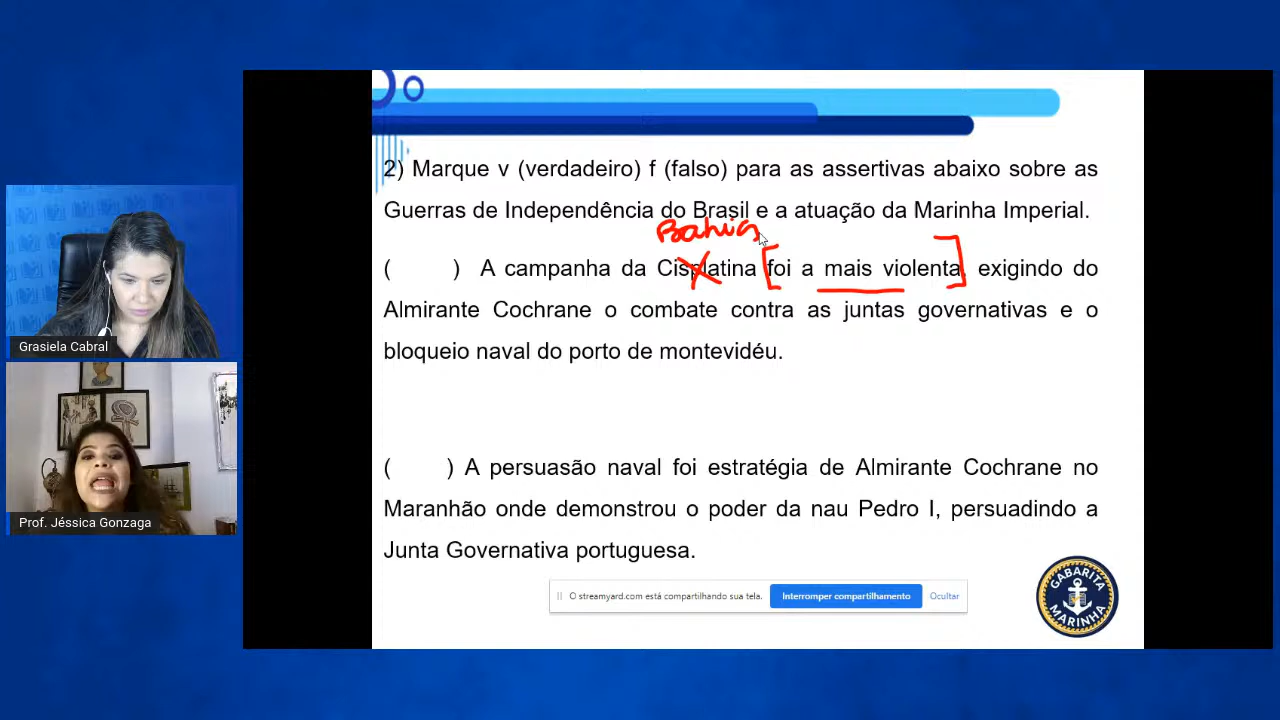 2) Marque v (verdadeiro) f (falso) para as assertivas abaixo sobre as
Guerras de Independência do Brasil e a atuação da Marinha Imperial.
Bahia
( ) A campanha da Cisplatina foi a mais violenta, exigindo do
Almirante Cochrane o combate contra as juntas governativas e o
bloqueio naval do porto de montevidéu.
( ) A persuasão naval foi estratégia de Almirante Cochrane no
Maranhão onde demonstrou o poder da nau Pedro I, persuadindo a
Junta Governativa portuguesa.
Grasiela Cabral
Prof. Jéssica Gonzaga
O streamyard.com está compartilhando sua tela. Interromper compartilhamento Ocultar
GABARITA
MARINHA